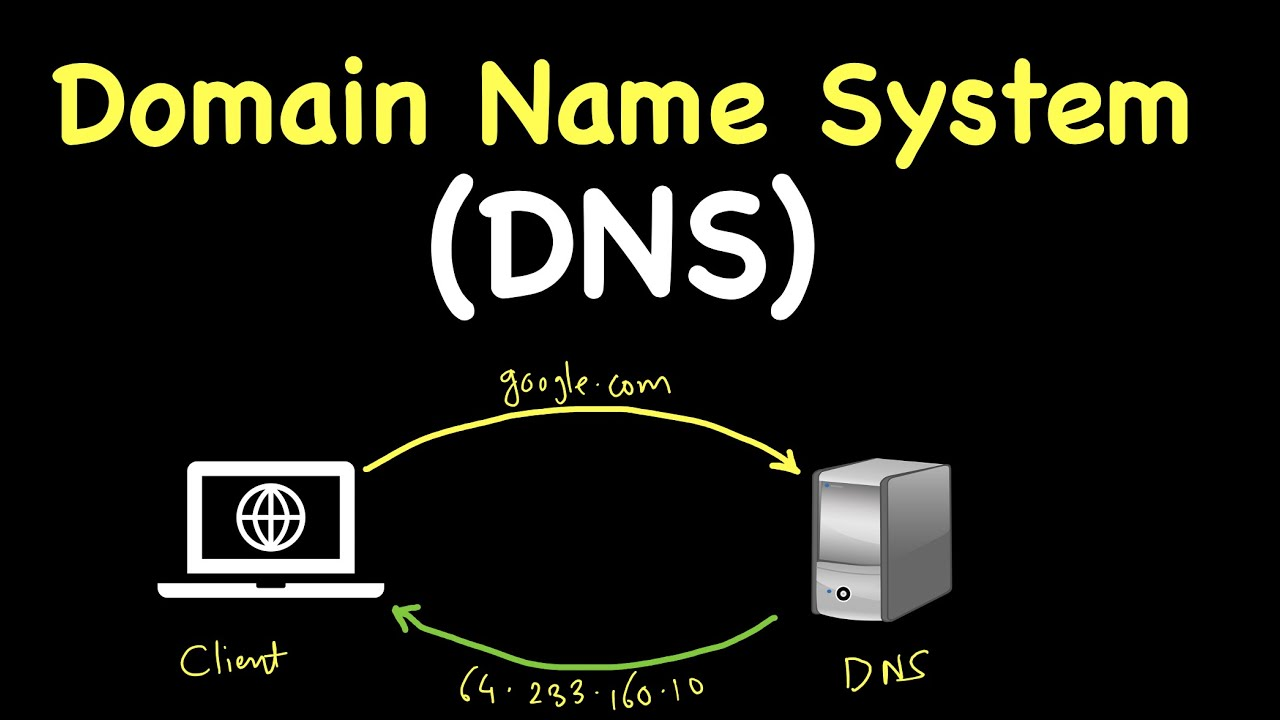 Domain Name System
(DNS)
google.com
Client
DNS
64.233.160.10